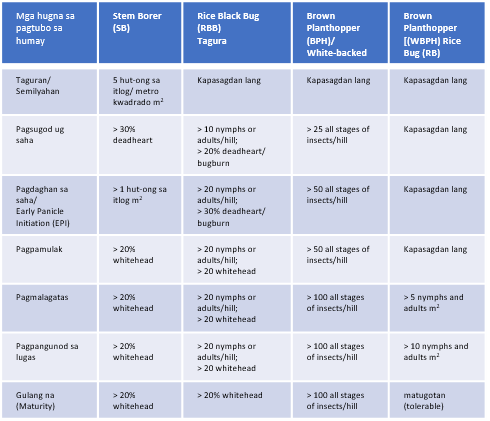 Mga hugna sa
pagtubo sa
humay
Stem Borer
(SB)
Rice Black Bug
(RBB)
Tagura
Brown
Planthopper
(BPH)/
White-backed
Brown
Planthopper
[(WBPH) Rice
Bug (RB)
Taguran/
Semilyahan
5 hut-ong sa
itlog/ metro
kwadrado m²
Kapasagdan lang
Kapasagdan lang
Kapasagdan lang
Pagsugod ug
saha
> 30%
deadheart
> 10 nymphs or
adults/hill;
> 20% deadheart/
bugburn
> 25 all stages of
insects/hill
Kapasagdan lang
Pagdaghan sa
saha/
Early Panicle
Initiation (EPI)
> 1 hut-ong sa
itlog m²
> 20 nymphs or
adults/hill;
> 30% deadheart/
bugburn
> 50 all stages of
insects/hill
Kapasagdan lang
Pagpamulak
> 20%
whitehead
> 20 nymphs or
adults/hill;
> 20 whitehead
> 50 all stages of
insects/hill
Kapasagdan lang
Pagmalagatas
> 20%
whitehead
> 20 nymphs or
adults/hill;
> 20 whitehead
> 100 all stages
of insects/hill
> 5 nymphs and
adults m²
Pagpangunod sa
lugas
> 20%
whitehead
> 20 nymphs or
adults/hill;
> 20 whitehead
> 100 all stages
of insects/hill
> 10 nymphs and
adults m²
Gulang na
(Maturity)
> 20%
whitehead
> 20% whitehead
> 100 all stages
of insects/hill
matugotan
(tolerable)